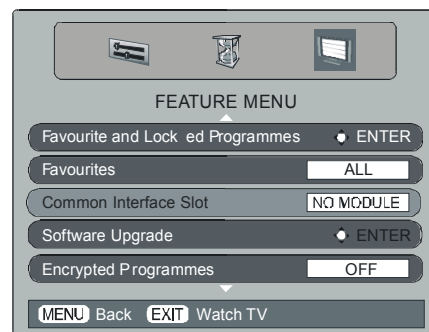 FEATURE MENU
Favourite and Lock ed Programmes ENTER
Favourites ALL
Common Interface Slot NO MODULE
Software Upgrade ENTER
Encrypted Programmes OFF
MENU Back EXIT Watch TV